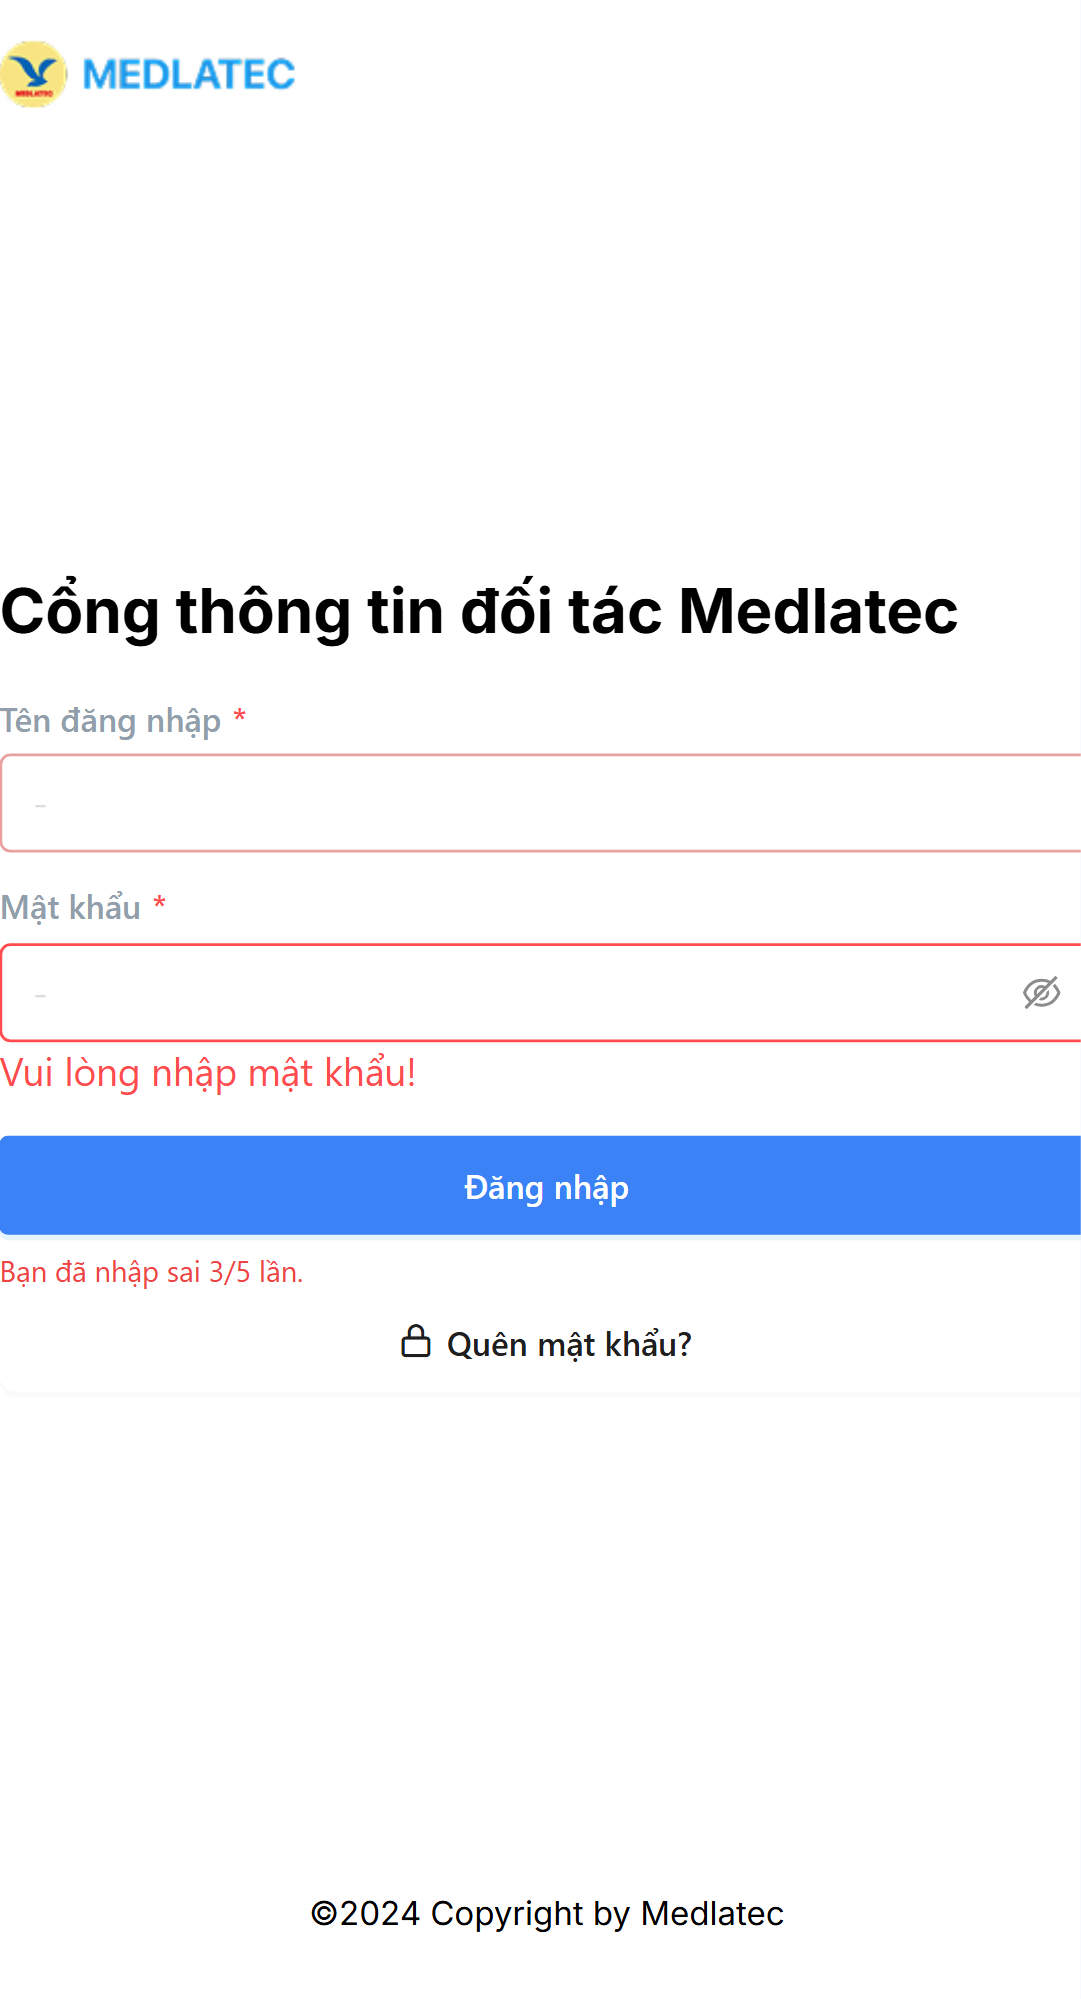 MEDLATEC
MEDLATEC
Cổng thông tin đối tác Medlatec
Tên đăng nhập *
-
Mật khẩu *
-
Vui lòng nhập mật khẩu!
Đăng nhập
Bạn đã nhập sai 3/5 lần.
Quên mật khẩu?
©2024 Copyright by Medlatec